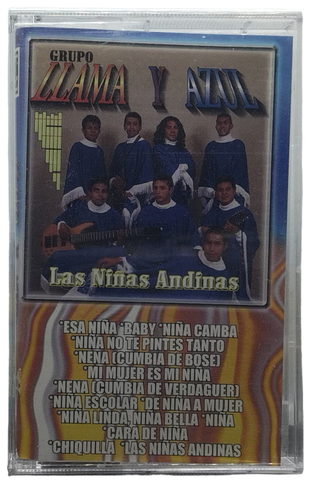 GRUPO
LLAMA Y AZUL
Las Niñas Andinas
*ESA NIÑA *BABY *NIÑA CAMBA
*NIÑA NO TE PINTES TANTO
*NENA (CUMBIA DE BOSE)
*MI MUJER ES MI NIÑA
*NENA (CUMBIA DE VERDAGUER)
*NINA ESCOLAR *DE NIÑA A MUJER
*NIÑA LINDA, NIÑA BELLA *NIÑA
*CARA DE NIÑA
*CHIQUILLA *LAS NIÑAS ANDINAS